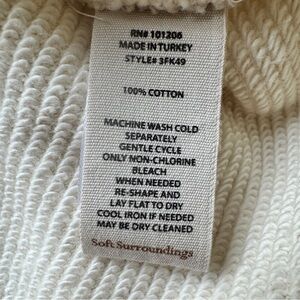 RN# 101206
MADE IN TURKEY
STYLE# 3FK49
100% COTTON
MACHINE WASH COLD
SEPARATELY
GENTLE CYCLE
ONLY NON-CHLORINE
BLEACH
WHEN NEEDED
RE-SHAPE AND
LAY FLAT TO DRY
COOL IRON IF NEEDED
MAY BE DRY CLEANED
Soft Surroundings